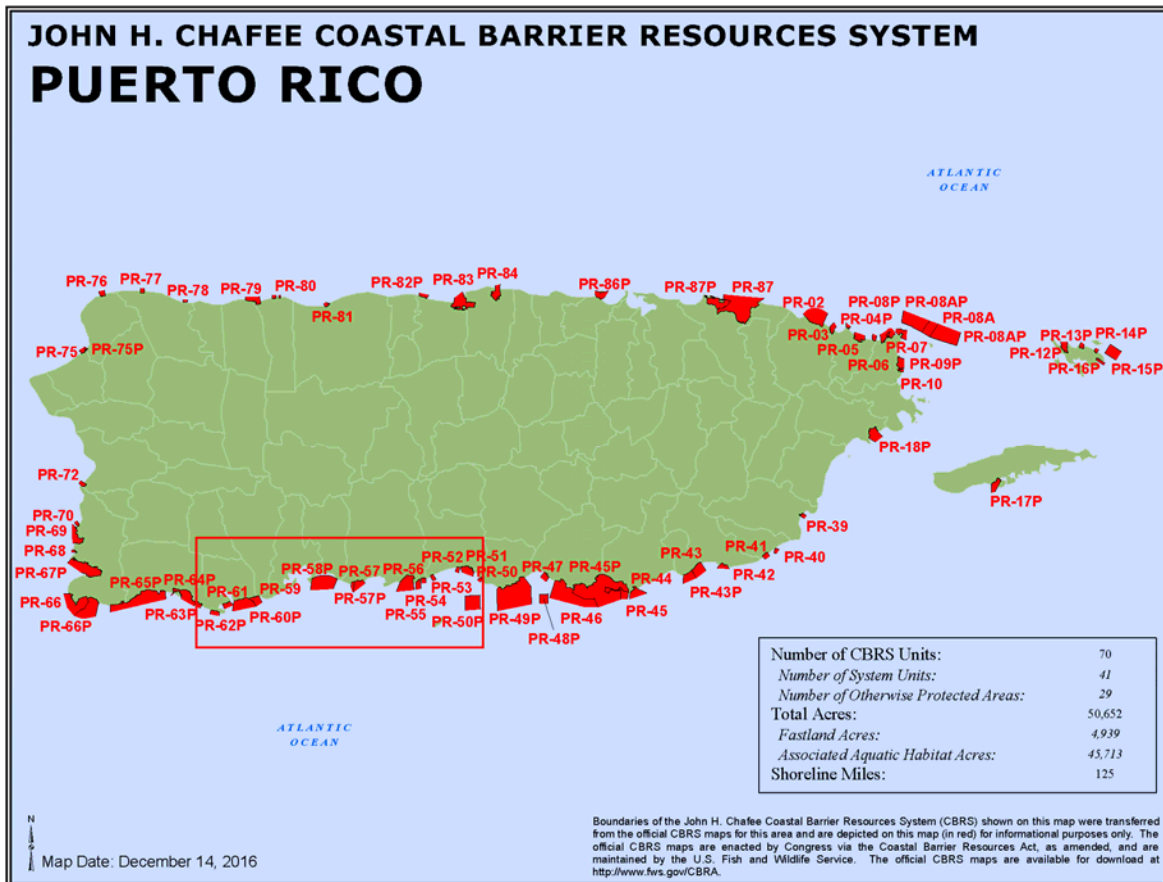 JOHN H. CHAFEE COASTAL BARRIER RESOURCES SYSTEM
PUERTO RICO
ATLANTIC
OCEAN
PR-76
PR-77
PR-78
PR-79
PR-80
PR-81
PR-82P
PR-83
PR-84
PR-86P
PR-87P
PR-87
PR-02
PR-03
PR-04P
PR-05
PR-06
PR-07
PR-08P
PR-08AP
PR-08A
PR-08AP
PR-09P
PR-10
PR-12P
PR-13P
PR-14P
PR-15P
PR-16P
PR-75
PR-75P
PR-18P
PR-17P
PR-72
PR-70
PR-69
PR-68
PR-67P
PR-66
PR-66P
PR-65P
PR-64P
PR-63P
PR-61
PR-62P
PR-59
PR-60P
PR-58P
PR-57
PR-57P
PR-56
PR-55
PR-54
PR-52
PR-53
PR-51
PR-50
PR-50P
PR-49P
PR-47
PR-48P
PR-45P
PR-46
PR-44
PR-45
PR-43
PR-43P
PR-42
PR-41
PR-40
PR-39
ATLANTIC
OCEAN
Number of CBRS Units: 70
Number of System Units: 41
Number of Otherwise Protected Areas: 29
Total Acres: 50,652
Fastland Acres: 4,939
Associated Aquatic Habitat Acres: 45,713
Shoreline Miles: 125
N
Map Date: December 14, 2016
Boundaries of the John H. Chafee Coastal Barrier Resources System (CBRS) shown on this map were transferred
from the official CBRS maps for this area and are depicted on this map (in red) for informational purposes only. The
official CBRS maps are enacted by Congress via the Coastal Barrier Resources Act, as amended, and are
maintained by the U.S. Fish and Wildlife Service. The official CBRS maps are available for download at
http://www.fws.gov/CBRA.